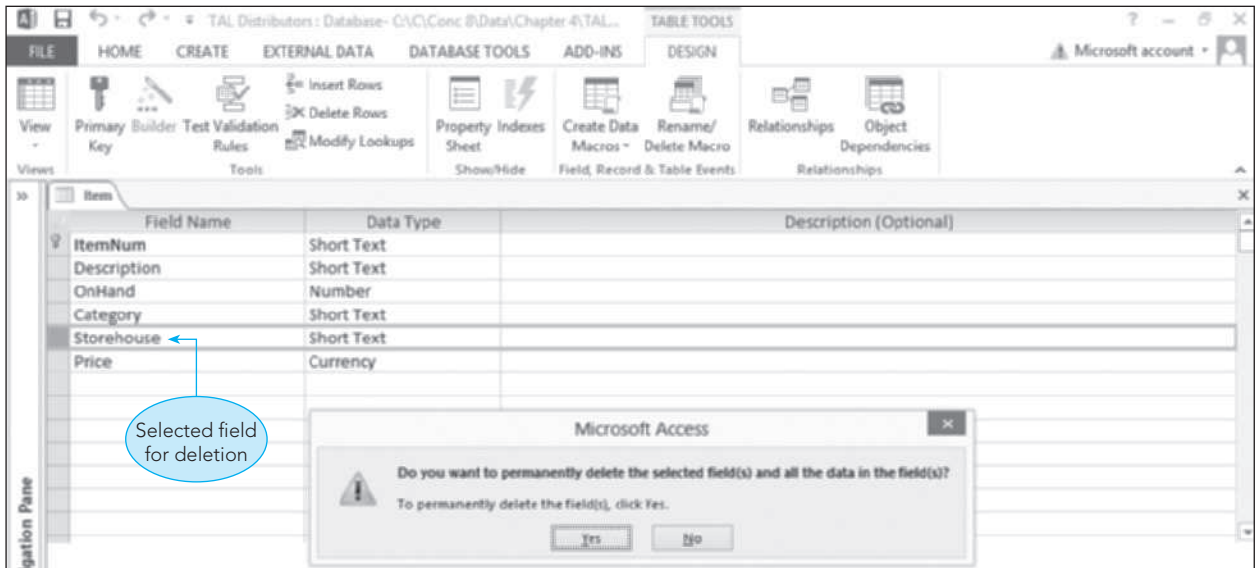 TAL Distributors : Database- C:\C\Conc 8\Data\Chapter 4\TAL... TABLE TOOLS ?
FILE HOME CREATE EXTERNAL DATA DATABASE TOOLS ADD-INS DESIGN Microsoft account
View
Primary Key
Builder
Test Validation Rules
Insert Rows
Delete Rows
Modify Lookups
Property Sheet
Indexes
Create Data Macros
Rename/ Delete Macro
Relationships
Object Dependencies
Views Tools Show/Hide Field, Record & Table Events Relationships
Item
Field Name Data Type Description (Optional)
ItemNum Short Text
Description Short Text
OnHand Number
Category Short Text
Storehouse Short Text
Price Currency
Selected field
for deletion
Microsoft Access
Do you want to permanently delete the selected field(s) and all the data in the field(s)?
To permanently delete the field(s), click Yes.
Yes No
gation Pane